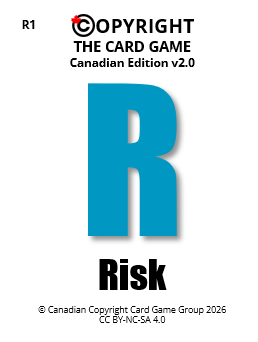 R1
©OPYRIGHT
THE CARD GAME
Canadian Edition v2.0
R
Risk
© Canadian Copyright Card Game Group 2026
CC BY-NC-SA 4.0